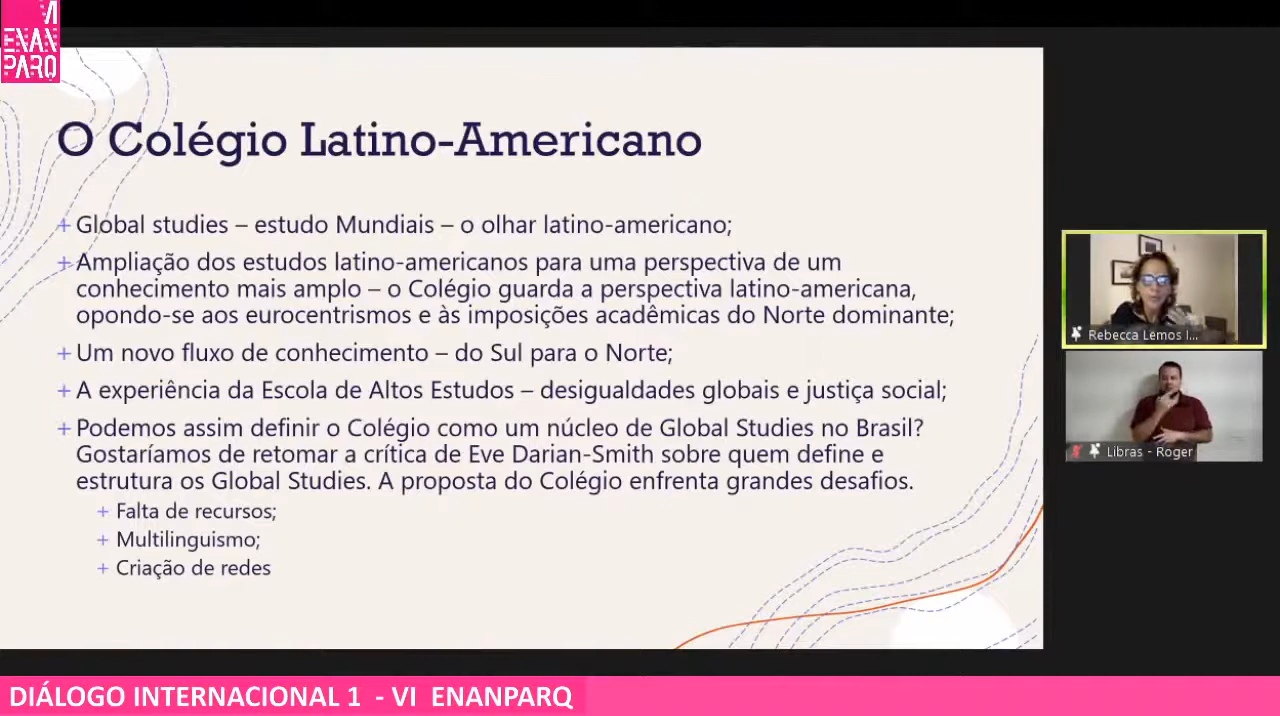 VI
ENAN
PARQ
O Colégio Latino-Americano
+ Global studies – estudo Mundiais – o olhar latino-americano;
+ Ampliação dos estudos latino-americanos para uma perspectiva de um
conhecimento mais amplo – o Colégio guarda a perspectiva latino-americana,
opondo-se aos eurocentrismos e às imposições acadêmicas do Norte dominante;
+ Um novo fluxo de conhecimento – do Sul para o Norte;
+ A experiência da Escola de Altos Estudos – desigualdades globais e justiça social;
+ Podemos assim definir o Colégio como um núcleo de Global Studies no Brasil?
Gostaríamos de retomar a crítica de Eve Darian-Smith sobre quem define e
estrutura os Global Studies. A proposta do Colégio enfrenta grandes desafios.
+ Falta de recursos;
+ Multilinguismo;
+ Criação de redes
Rebecca Lemos I...
Libras - Roger
DIÁLOGO INTERNACIONAL 1 - VI ENANPARQ